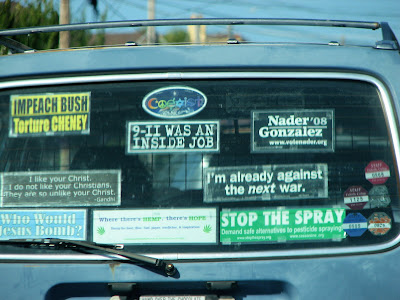 IMPEACH BUSH
Torture CHENEY
Coexist
9-11 WAS AN
INSIDE JOB
Nader '08
Gonzalez
www.votenader.org
I like your Christ.
I do not like your Christians.
They are so unlike your Christ.
-Gandhi
I'm already against
the next war.
Who Would
Jesus Bomb?
Where there's HEMP, there's HOPE
STOP THE SPRAY
Demand safe alternatives to pesticide spraying